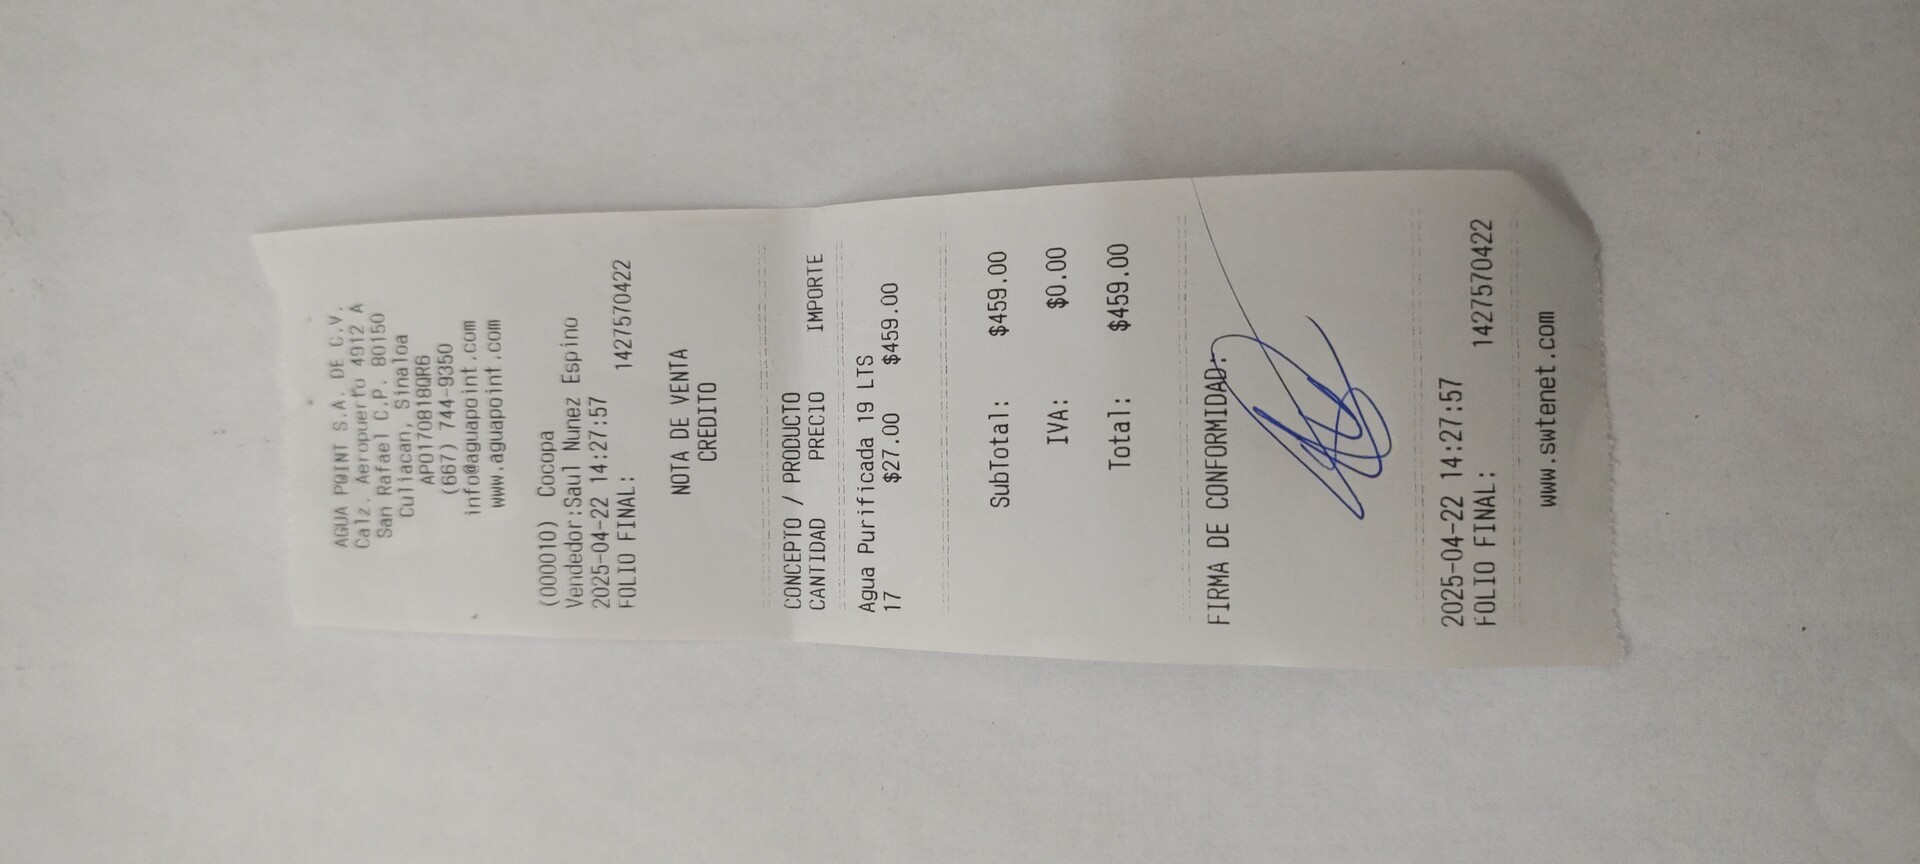 AGUA POINT S.A. DE C.V.
Calz. Aeropuerto 4912 A
San Rafael C.P. 80150
Culiacan, Sinaloa
APO170818QR6
(667) 744-9350
info@aguapoint.com
www.aguapoint.com
(000010) Cocopa
Vendedor:Saul Nunez Espino
2025-04-22 14:27:57
FOLIO FINAL: 1427570422
NOTA DE VENTA
CREDITO
CONCEPTO / PRODUCTO
CANTIDAD PRECIO IMPORTE
Agua Purificada 19 LTS
17 $27.00 $459.00
SubTotal: $459.00
IVA: $0.00
Total: $459.00
FIRMA DE CONFORMIDAD:
2025-04-22 14:27:57
FOLIO FINAL: 1427570422
www.swtenet.com